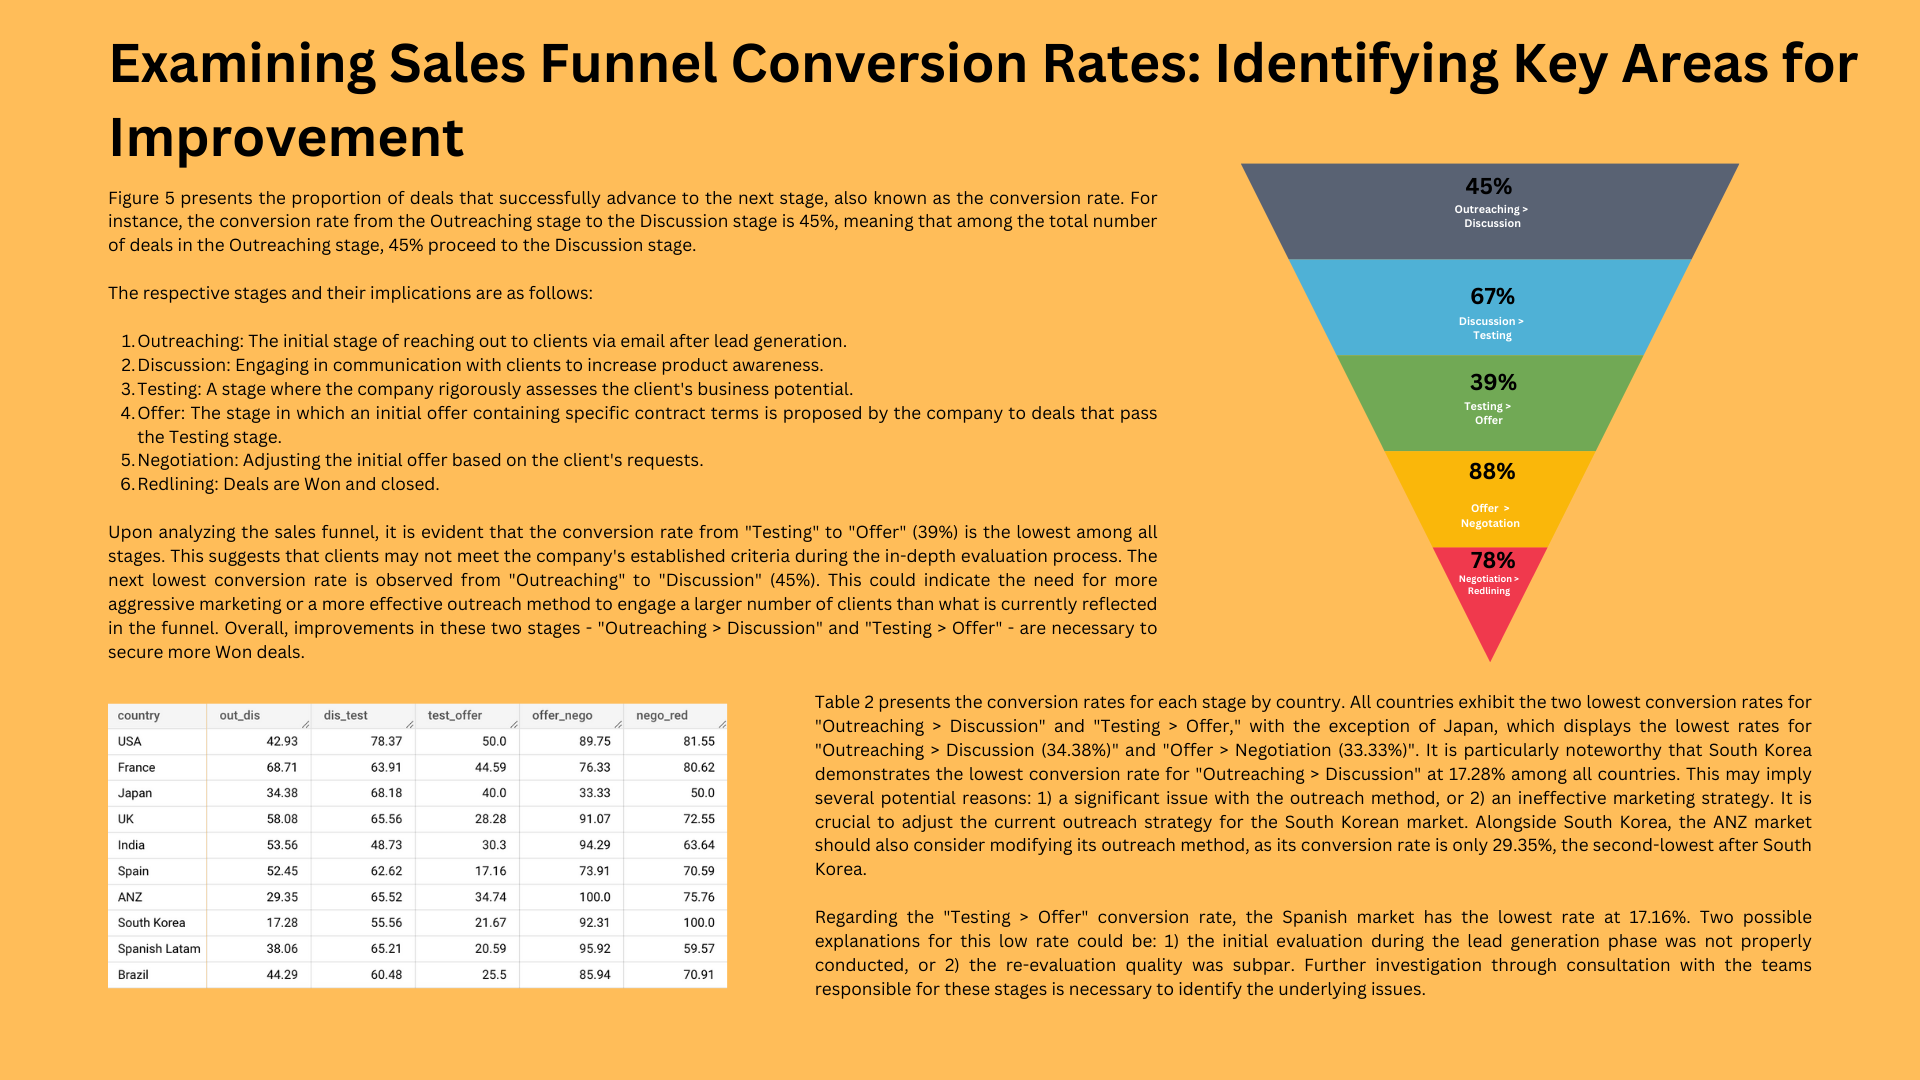 Examining Sales Funnel Conversion Rates: Identifying Key Areas for
Improvement
Figure 5 presents the proportion of deals that successfully advance to the next stage, also known as the conversion rate. For
instance, the conversion rate from the Outreaching stage to the Discussion stage is 45%, meaning that among the total number
of deals in the Outreaching stage, 45% proceed to the Discussion stage.
The respective stages and their implications are as follows:
1. Outreaching: The initial stage of reaching out to clients via email after lead generation.
2. Discussion: Engaging in communication with clients to increase product awareness.
3. Testing: A stage where the company rigorously assesses the client's business potential.
4. Offer: The stage in which an initial offer containing specific contract terms is proposed by the company to deals that pass
the Testing stage.
5. Negotiation: Adjusting the initial offer based on the client's requests.
6. Redlining: Deals are Won and closed.
Upon analyzing the sales funnel, it is evident that the conversion rate from "Testing" to "Offer" (39%) is the lowest among all
stages. This suggests that clients may not meet the company's established criteria during the in-depth evaluation process. The
next lowest conversion rate is observed from "Outreaching" to "Discussion" (45%). This could indicate the need for more
aggressive marketing or a more effective outreach method to engage a larger number of clients than what is currently reflected
in the funnel. Overall, improvements in these two stages - "Outreaching > Discussion" and "Testing > Offer" - are necessary to
secure more Won deals.
45%
Outreaching >
Discussion
67%
Discussion >
Testing
39%
Testing >
Offer
88%
Offer >
Negotation
78%
Negotiation >
Redlining
country out_dis dis_test test_offer offer_nego nego_red
USA 42.93 78.37 50.0 89.75 81.55
France 68.71 63.91 44.59 76.33 80.62
Japan 34.38 68.18 40.0 33.33 50.0
UK 58.08 65.56 28.28 91.07 72.55
India 53.56 48.73 30.3 94.29 63.64
Spain 52.45 62.62 17.16 73.91 70.59
ANZ 29.35 65.52 34.74 100.0 75.76
South Korea 17.28 55.56 21.67 92.31 100.0
Spanish Latam 38.06 65.21 20.59 95.92 59.57
Brazil 44.29 60.48 25.5 85.94 70.91
Table 2 presents the conversion rates for each stage by country. All countries exhibit the two lowest conversion rates for
"Outreaching > Discussion" and "Testing > Offer," with the exception of Japan, which displays the lowest rates for
"Outreaching > Discussion (34.38%)" and "Offer > Negotiation (33.33%)". It is particularly noteworthy that South Korea
demonstrates the lowest conversion rate for "Outreaching > Discussion" at 17.28% among all countries. This may imply
several potential reasons: 1) a significant issue with the outreach method, or 2) an ineffective marketing strategy. It is
crucial to adjust the current outreach strategy for the South Korean market. Alongside South Korea, the ANZ market
should also consider modifying its outreach method, as its conversion rate is only 29.35%, the second-lowest after South
Korea.
Regarding the "Testing > Offer" conversion rate, the Spanish market has the lowest rate at 17.16%. Two possible
explanations for this low rate could be: 1) the initial evaluation during the lead generation phase was not properly
conducted, or 2) the re-evaluation quality was subpar. Further investigation through consultation with the teams
responsible for these stages is necessary to identify the underlying issues.